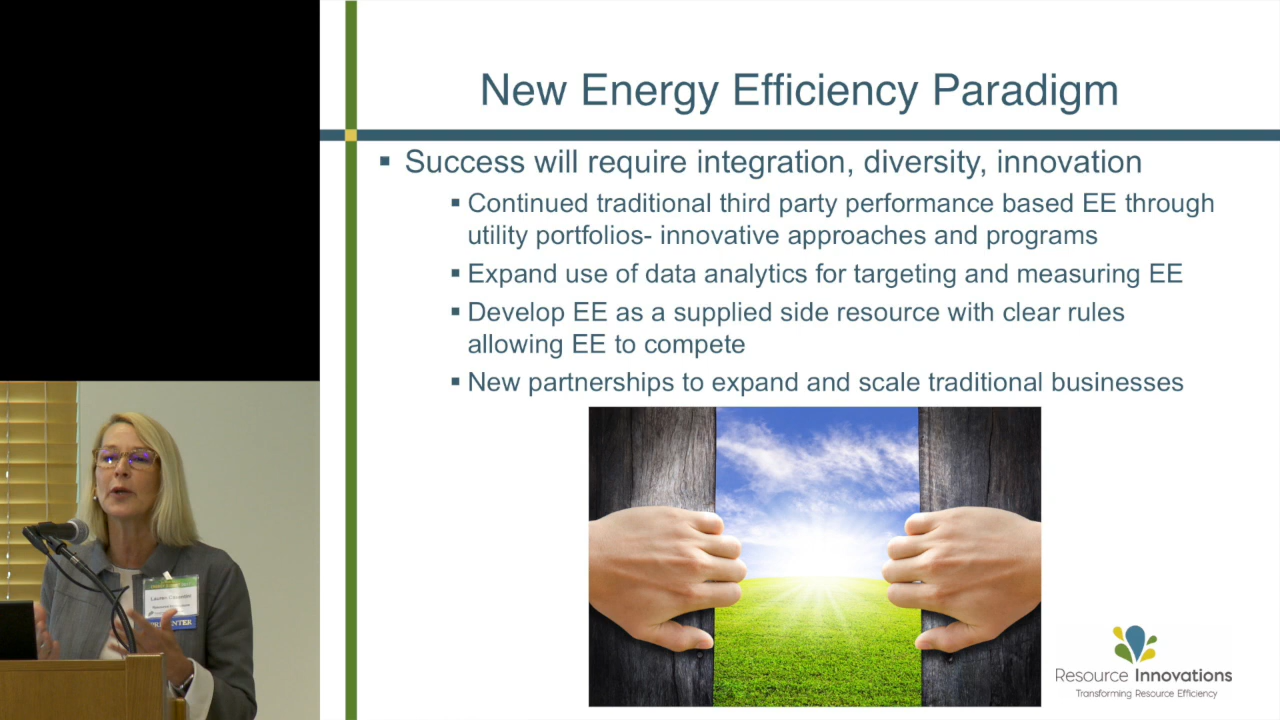 New Energy Efficiency Paradigm
▪ Success will require integration, diversity, innovation
▪ Continued traditional third party performance based EE through
utility portfolios- innovative approaches and programs
▪ Expand use of data analytics for targeting and measuring EE
▪ Develop EE as a supplied side resource with clear rules
allowing EE to compete
▪ New partnerships to expand and scale traditional businesses
Resource Innovations
Transforming Resource Efficiency